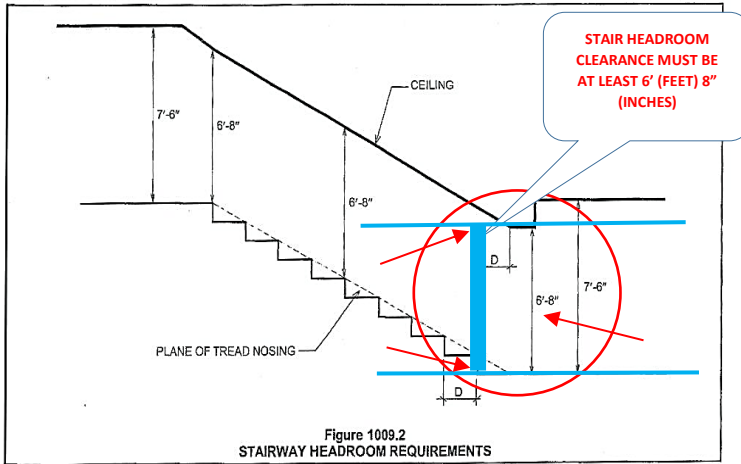 STAIR HEADROOM
CLEARANCE MUST BE
AT LEAST 6' (FEET) 8"
(INCHES)
CEILING
7'-6"
6'-8"
6'-8"
D
6'-8"
7'-6"
PLANE OF TREAD NOSING
D
Figure 1009.2
STAIRWAY HEADROOM REQUIREMENTS